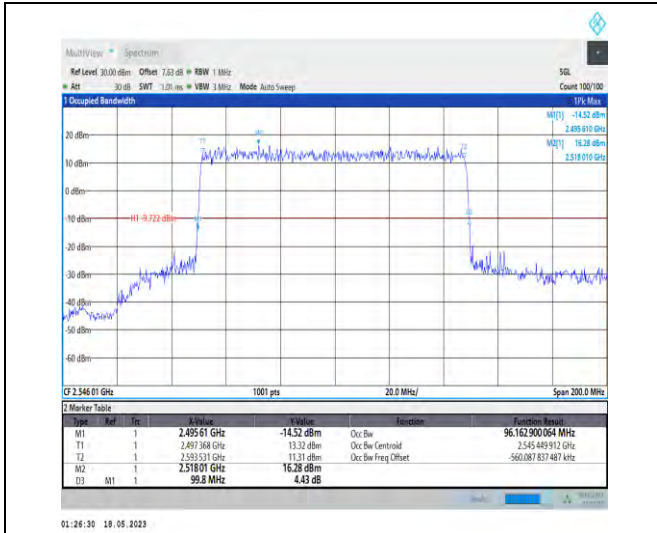 MultiView Spectrum
Ref Level 30.00 dBm Offset 7.63 dB RBW 1 MHz SGL
Att 30 dB SWT 1.01 ms VBW 3 MHz Mode Auto Sweep Count 100/100
1 Occupied Bandwidth 1Pk Max
M1[1] -14.52 dBm
2.495 610 GHz
M2[1] 16.28 dBm
2.518 010 GHz
20 dBm
10 dBm
0 dBm
-10 dBm
H1 -9.722 dBm
-20 dBm
-30 dBm
-40 dBm
-50 dBm
-60 dBm
T1
T2
CF 2.546 01 GHz 1001 pts 20.0 MHz/ Span 200.0 MHz
2 Marker Table
Type Ref Trc X-Value Y-Value Function Function Result
M1 1 2.495 61 GHz -14.52 dBm Occ Bw 96.162 900 064 MHz
T1 1 2.497 368 GHz 13.32 dBm Occ Bw Centroid 2.545 449 912 GHz
T2 1 2.593 531 GHz 11.31 dBm Occ Bw Freq Offset -560.087 837 487 kHz
M2 1 2.518 01 GHz 16.28 dBm
D3 M1 1 99.8 MHz 4.43 dB
01:26:30 18.05.2023